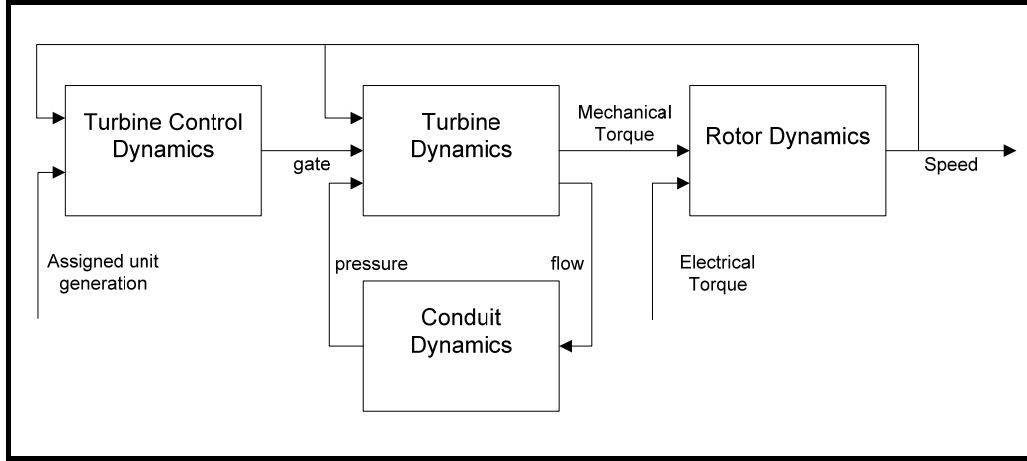 Turbine Control
Dynamics
gate
Turbine
Dynamics
Mechanical
Torque
Rotor Dynamics
Speed
Assigned unit
generation
pressure
flow
Electrical
Torque
Conduit
Dynamics